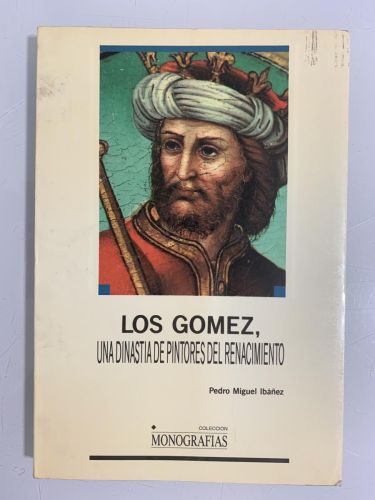 LOS GOMEZ,
UNA DINASTIA DE PINTORES DEL RENACIMIENTO
Pedro Miguel Ibáñez
COLECCION
MONOGRAFIAS